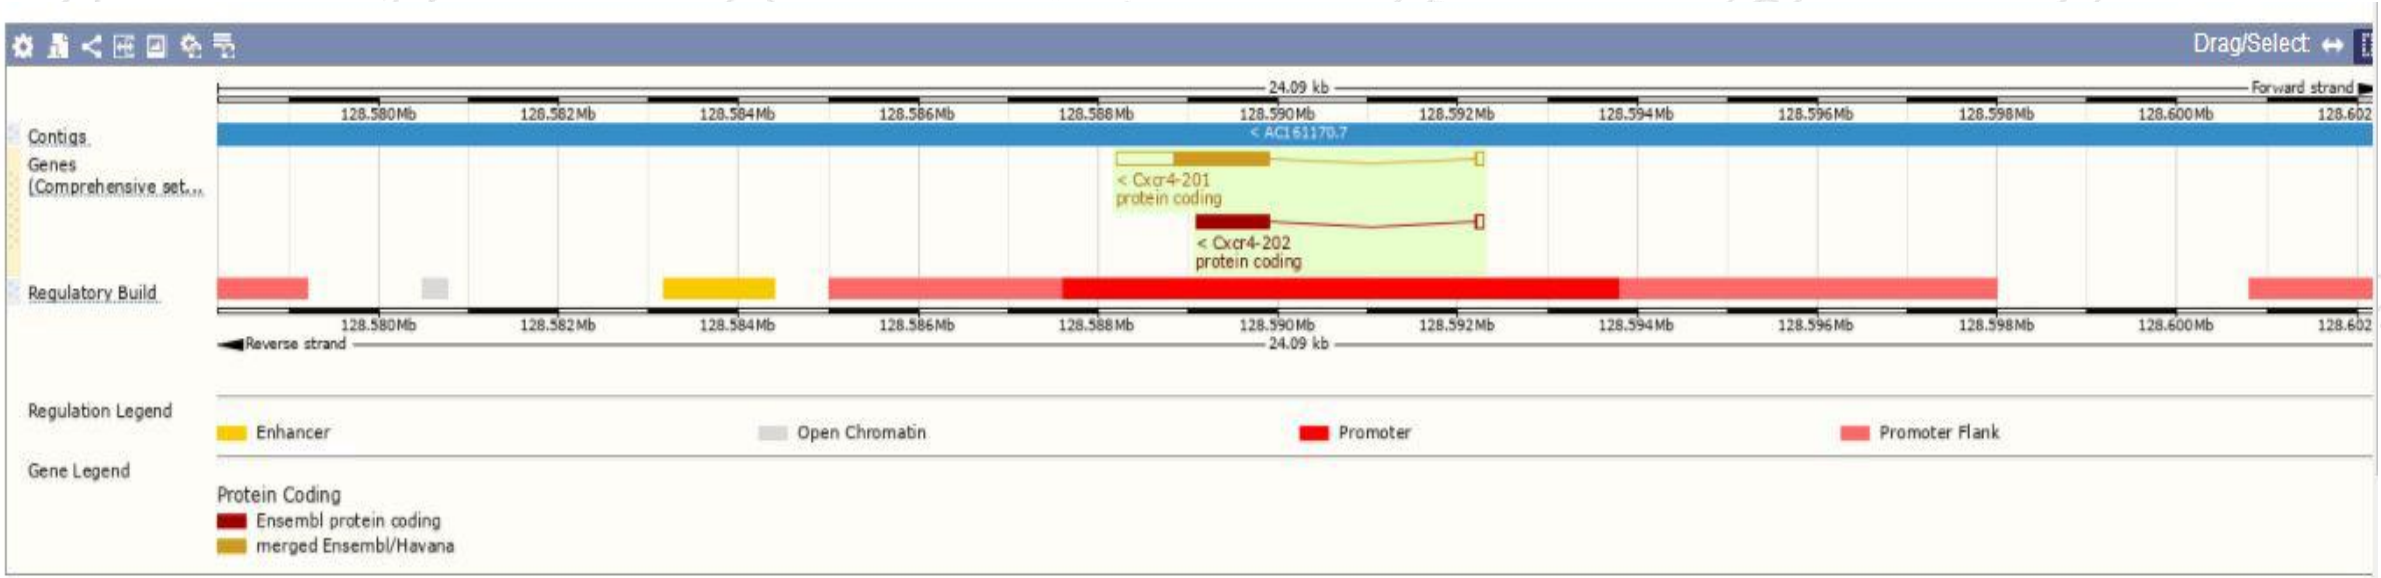 Drag/Select:
24.09 kb
Forward strand
128.580Mb 128.582Mb 128.584Mb 128.586Mb 128.588Mb 128.590Mb 128.592Mb 128.594Mb 128.596Mb 128.598Mb 128.600Mb 128.602
Contigs
< AC161170.7
Genes
(Comprehensive set...
< Cxcr4-201
protein coding
< Cxcr4-202
protein coding
Regulatory Build
128.580Mb 128.582Mb 128.584Mb 128.586Mb 128.588Mb 128.590Mb 128.592Mb 128.594Mb 128.596Mb 128.598Mb 128.600Mb 128.602
Reverse strand
24.09 kb
Regulation Legend
Enhancer
Open Chromatin
Promoter
Promoter Flank
Gene Legend
Protein Coding
Ensembl protein coding
merged Ensembl/Havana